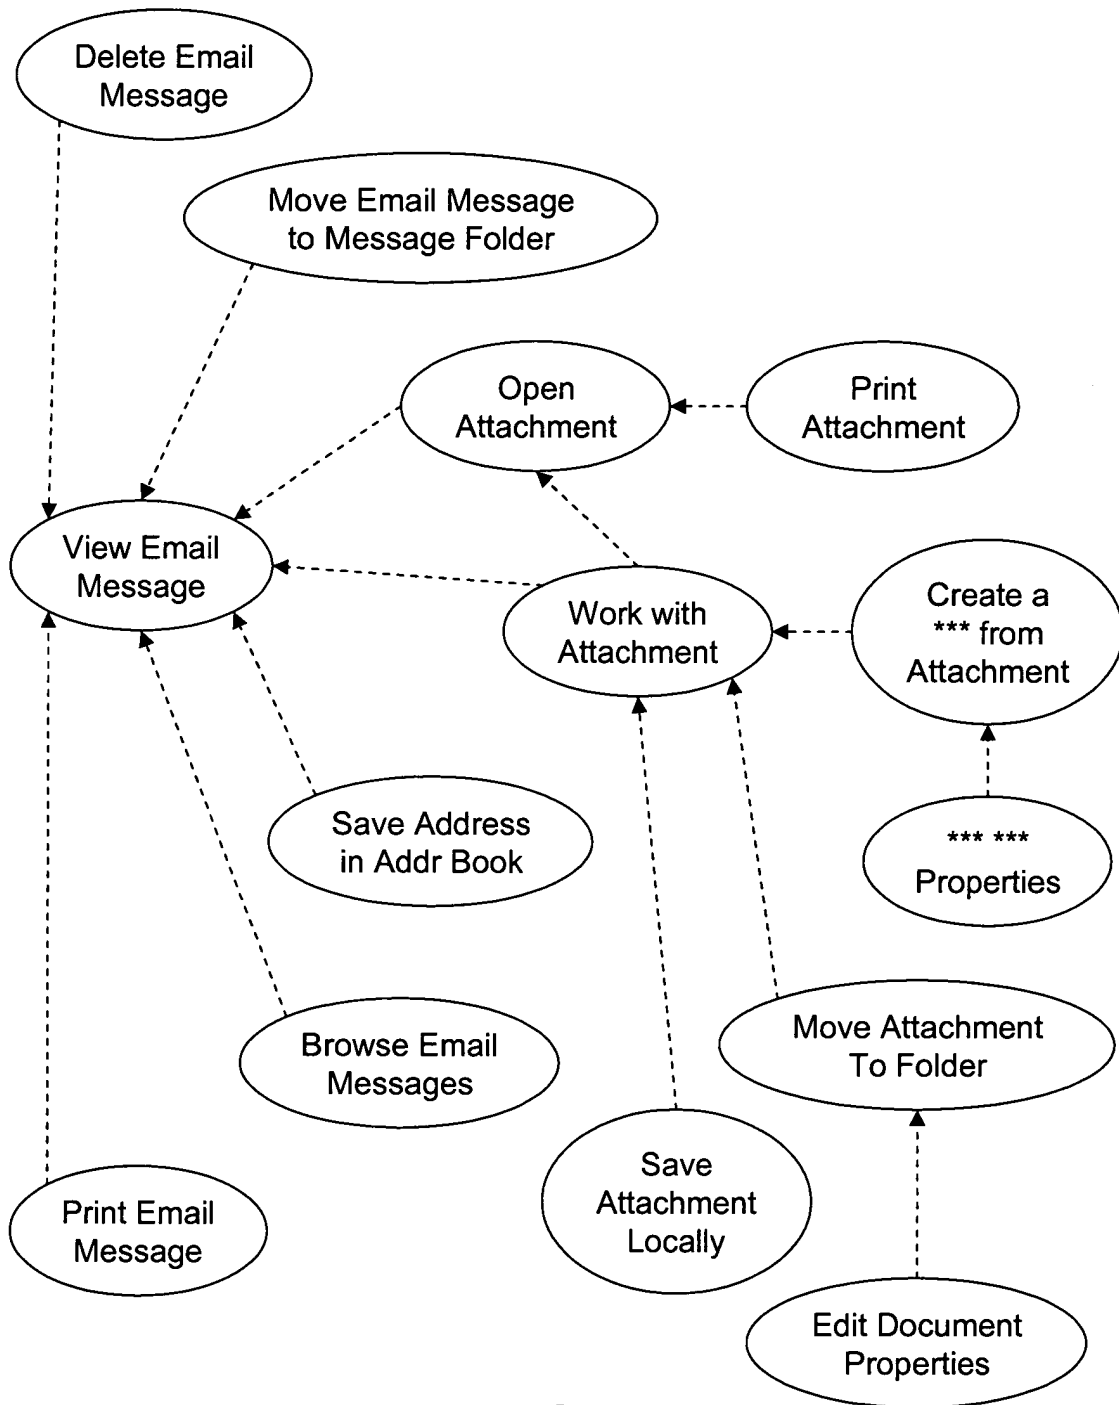 Delete Email
Message
Move Email Message
to Message Folder
Open
Attachment
Print
Attachment
View Email
Message
Work with
Attachment
Create a
*** from
Attachment
Save Address
in Addr Book
*** ***
Properties
Browse Email
Messages
Move Attachment
To Folder
Save
Attachment
Locally
Print Email
Message
Edit Document
Properties